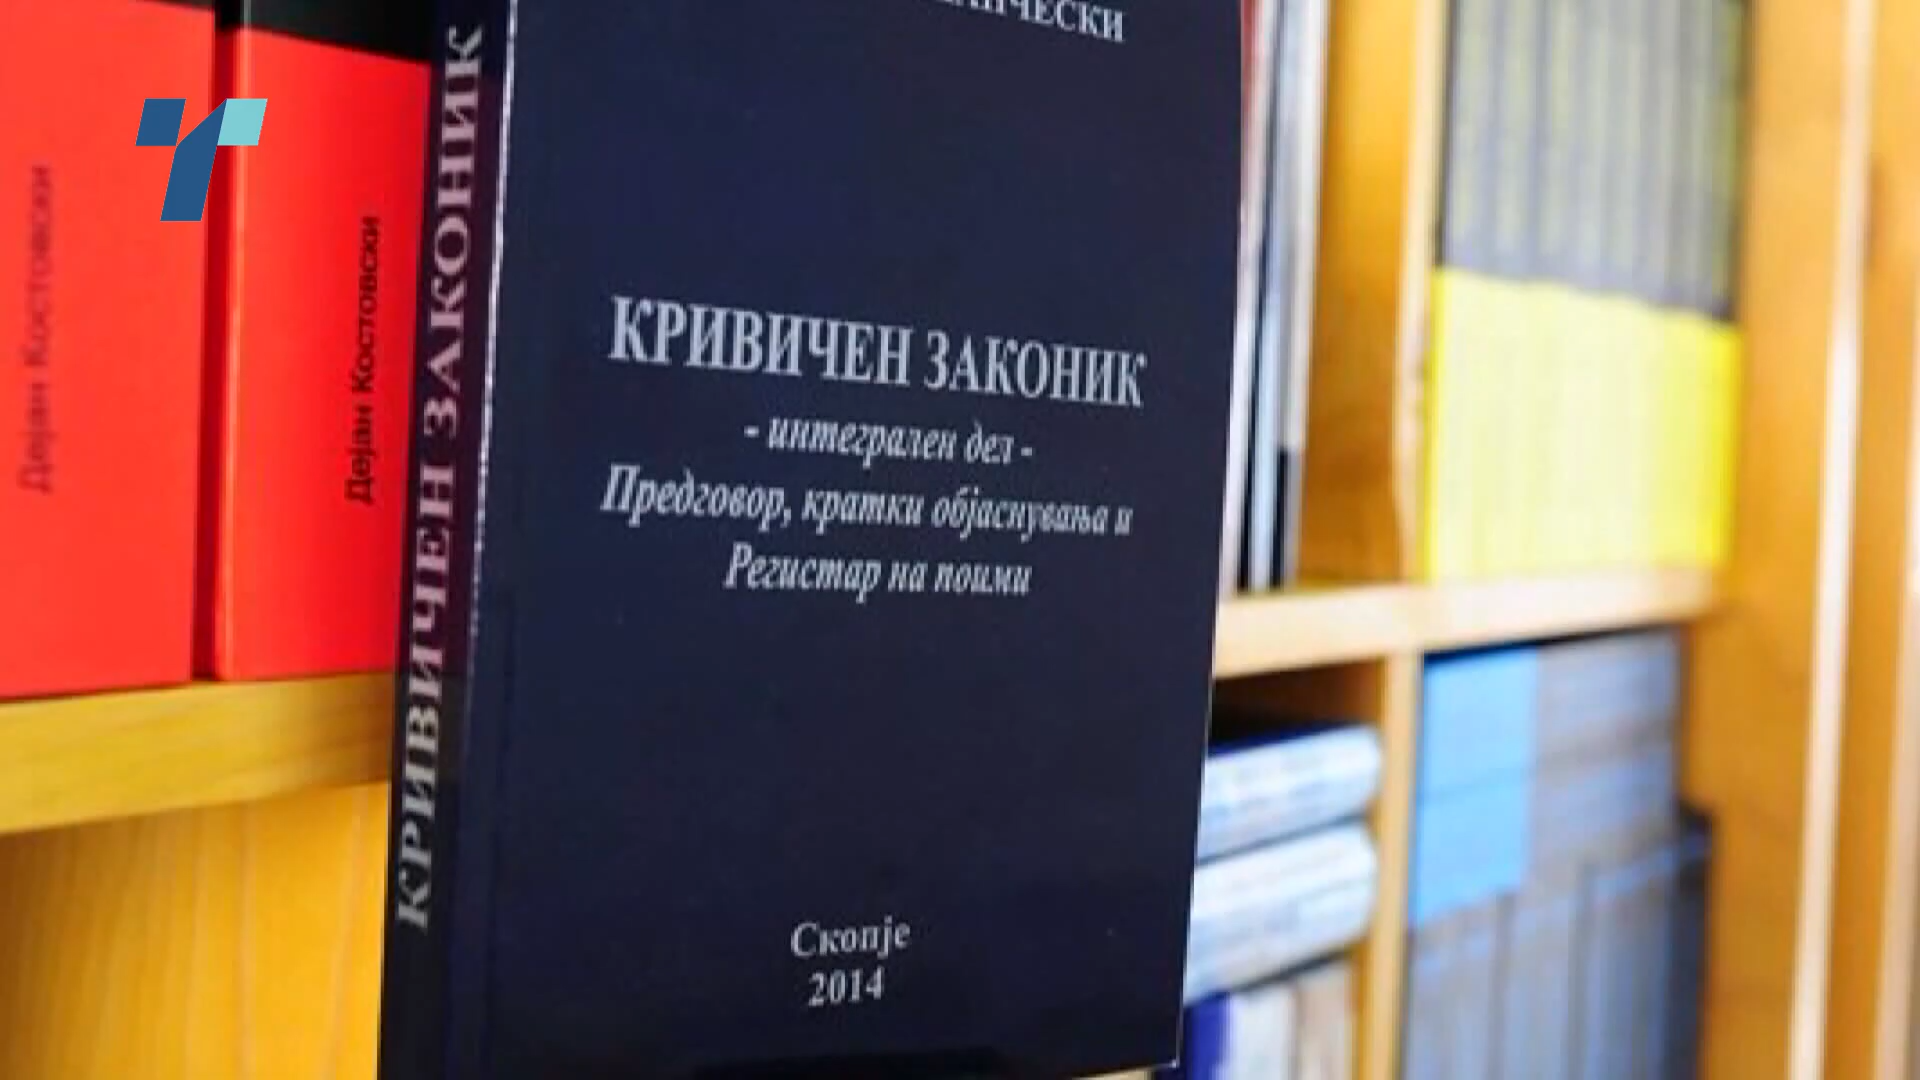 Дејан Костовски
Дејан Костовски
КРИВИЧЕН ЗАКОНИК
КРИВИЧЕН ЗАКОНИК
- интегрален дел -
Предговор, кратки објаснувања и
Регистар на поими
Скопје
2014